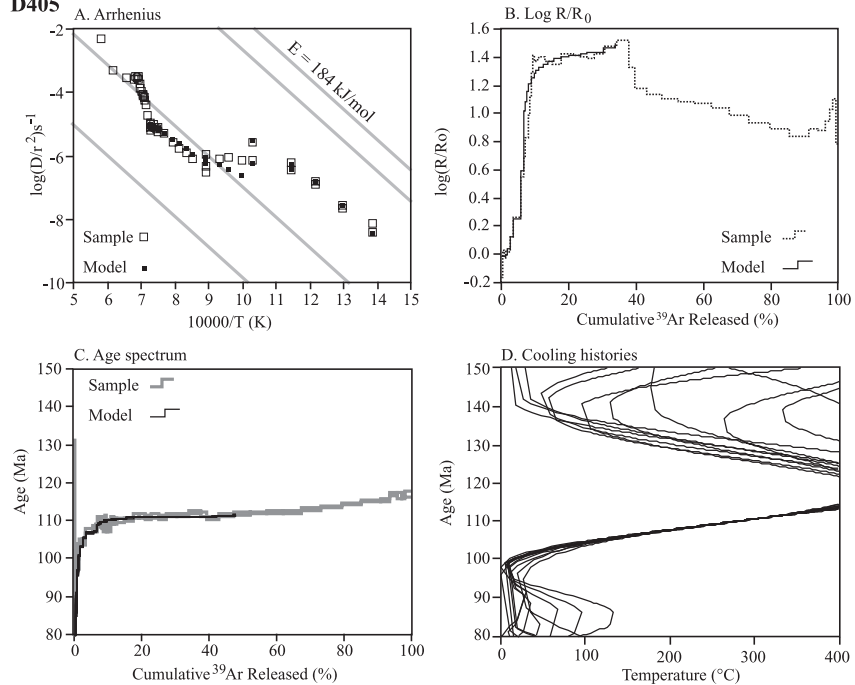 D405
A. Arrhenius
-2
-4
-6
-8
-10
log(D/r²)s⁻¹
E = 184 kJ/mol
Sample
Model
5 6 7 8 9 10 11 12 13 14 15
10000/T (K)
B. Log R/R₀
1.6
1.4
1.2
1.0
0.8
0.6
0.4
0.2
0.0
-0.2
log(R/Ro)
Sample
Model
0 20 40 60 80 100
Cumulative ³⁹Ar Released (%)
C. Age spectrum
150
140
130
120
110
100
90
80
Age (Ma)
Sample
Model
0 20 40 60 80 100
Cumulative ³⁹Ar Released (%)
D. Cooling histories
150
140
130
120
110
100
90
80
Age (Ma)
0 100 200 300 400
Temperature (°C)